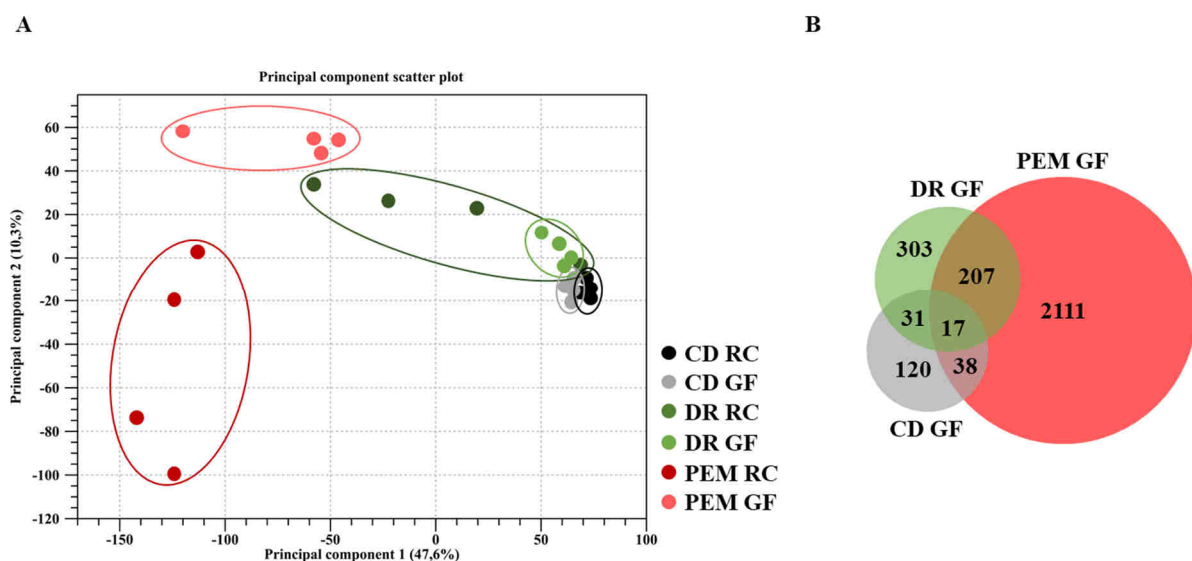 A
B
Principal component scatter plot
Principal component 2 (10,3%)
60
40
20
0
-20
-40
-60
-80
-100
-120
-150
-100
-50
0
50
100
Principal component 1 (47,6%)
CD RC
CD GF
DR RC
DR GF
PEM RC
PEM GF
PEM GF
DR GF
303
207
31
17
2111
120
38
CD GF